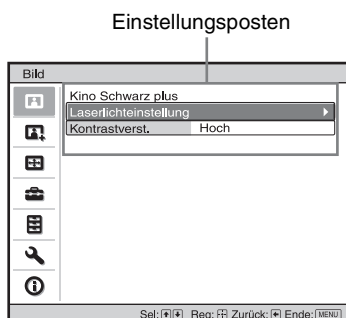 Einstellungsposten
Bild
Kino Schwarz plus
Laserlichteinstellung
Kontrastverst. Hoch
Sel: Reg: Zurück: Ende: MENU